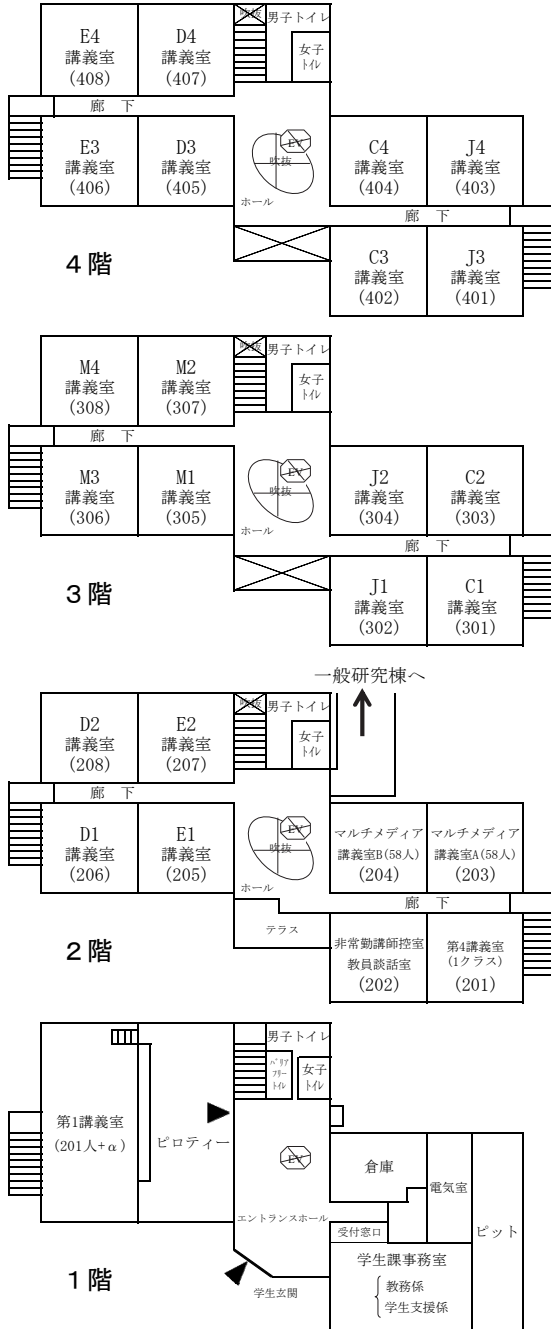 E4
講義室
(408)
D4
講義室
(407)
吹抜
男子トイレ
女子
トイレ
廊 下
E3
講義室
(406)
D3
講義室
(405)
EV
吹抜
ホール
C4
講義室
(404)
J4
講義室
(403)
廊 下
C3
講義室
(402)
J3
講義室
(401)
4階
M4
講義室
(308)
M2
講義室
(307)
吹抜
男子トイレ
女子
トイレ
廊 下
M3
講義室
(306)
M1
講義室
(305)
EV
吹抜
ホール
J2
講義室
(304)
C2
講義室
(303)
廊 下
J1
講義室
(302)
C1
講義室
(301)
3階
一般研究棟へ
D2
講義室
(208)
E2
講義室
(207)
吹抜
男子トイレ
女子
トイレ
廊 下
D1
講義室
(206)
E1
講義室
(205)
EV
吹抜
ホール
マルチメディア
講義室B(58人)
(204)
マルチメディア
講義室A(58人)
(203)
廊 下
テラス
非常勤講師控室
教員談話室
(202)
第4講義室
(1クラス)
(201)
2階
男子トイレ
バリア
フリー
トイレ
女子
トイレ
第1講義室
(201人+α)
ピロティー
EV
倉庫
電気室
エントランスホール
受付窓口
ピット
学生課事務室
教務係
学生支援係
学生玄関
1階